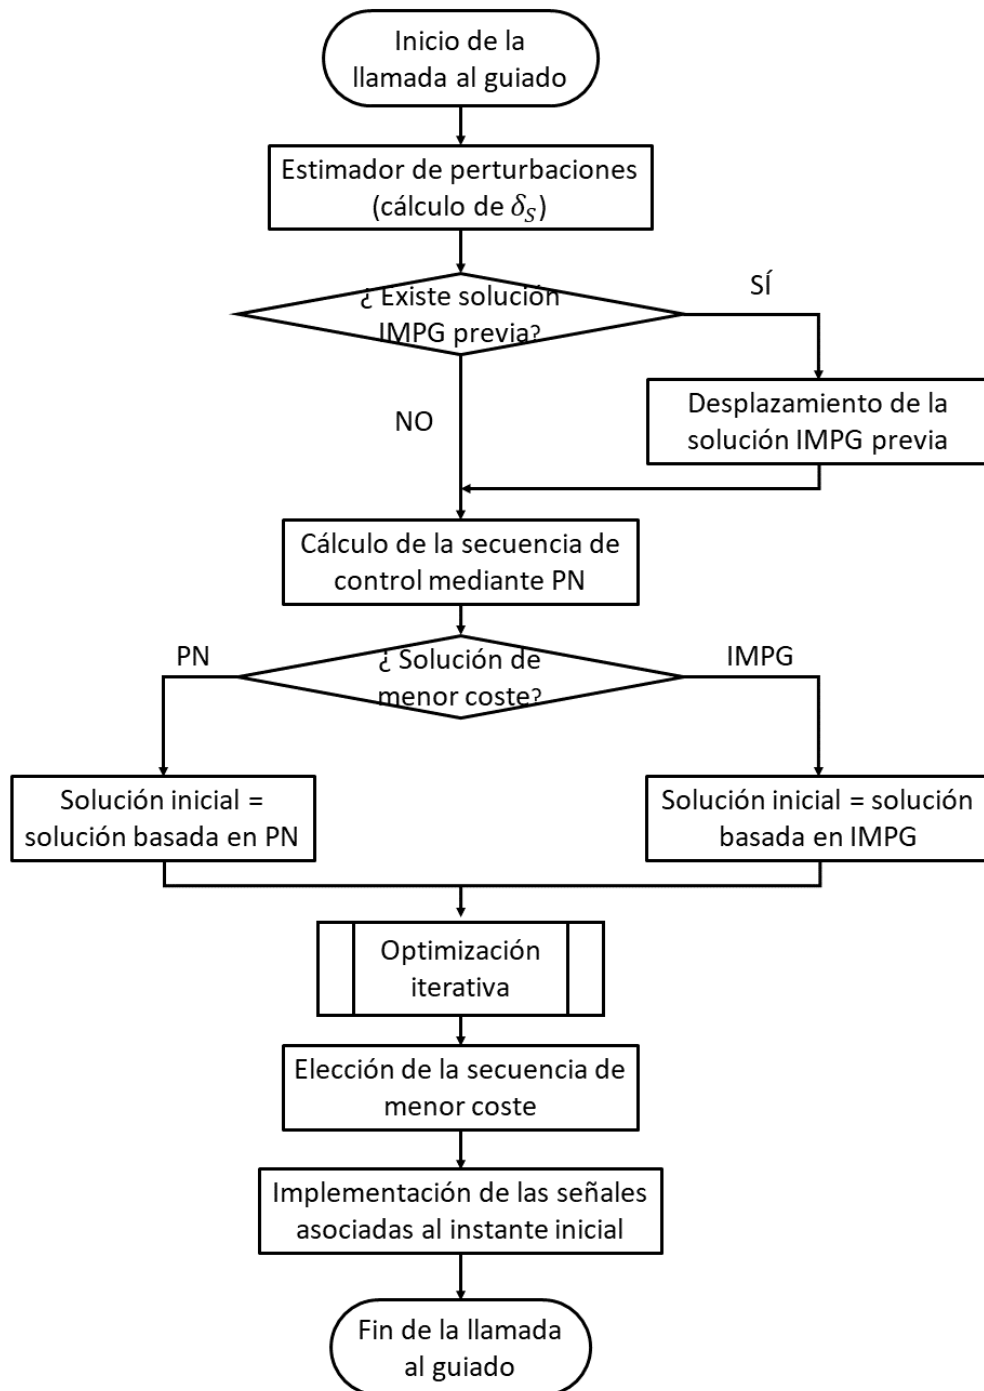 Inicio de la
llamada al guiado
Estimador de perturbaciones
(cálculo de δ_S)
¿ Existe solución
IMPG previa?
SÍ
NO
Desplazamiento de la
solución IMPG previa
Cálculo de la secuencia de
control mediante PN
PN
¿ Solución de
menor coste?
IMPG
Solución inicial =
solución basada en PN
Solución inicial = solución
basada en IMPG
Optimización
iterativa
Elección de la secuencia de
menor coste
Implementación de las señales
asociadas al instante inicial
Fin de la llamada
al guiado